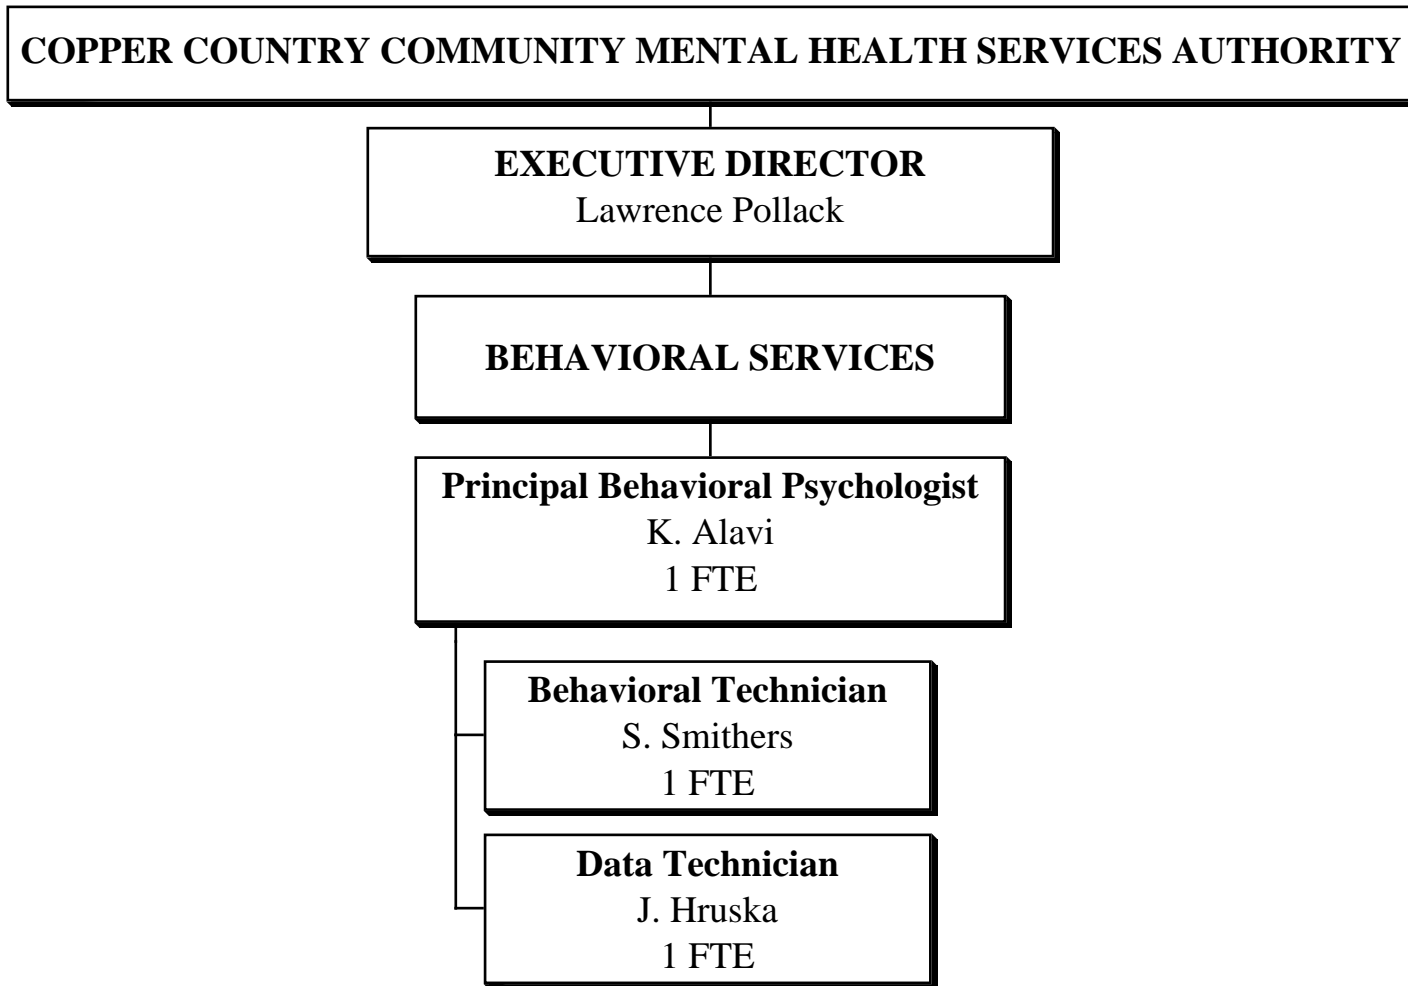 COPPER COUNTRY COMMUNITY MENTAL HEALTH SERVICES AUTHORITY
EXECUTIVE DIRECTOR
Lawrence Pollack
BEHAVIORAL SERVICES
Principal Behavioral Psychologist
K. Alavi
1 FTE
Behavioral Technician
S. Smithers
1 FTE
Data Technician
J. Hruska
1 FTE